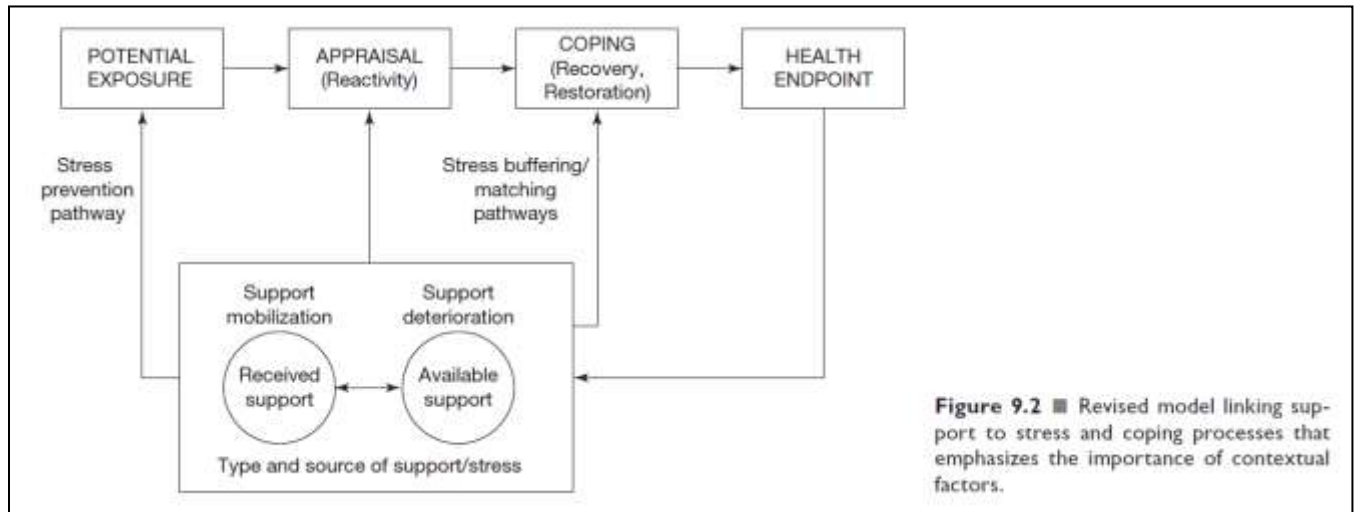 POTENTIAL
EXPOSURE
APPRAISAL
(Reactivity)
COPING
(Recovery,
Restoration)
HEALTH
ENDPOINT
Stress
prevention
pathway
Stress buffering/
matching
pathways
Support
mobilization
Support
deterioration
Received
support
Available
support
Type and source of support/stress
Figure 9.2 ■ Revised model linking sup-
port to stress and coping processes that
emphasizes the importance of contextual
factors.